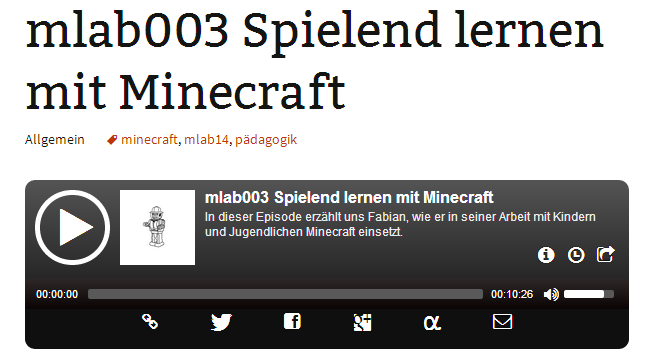 mlab003 Spielend lernen
mit Minecraft
Allgemein minecraft, mlab14, pädagogik
mlab003 Spielend lernen mit Minecraft
In dieser Episode erzählt uns Fabian, wie er in seiner Arbeit mit Kindern
und Jugendlichen Minecraft einsetzt.
00:00:00 00:10:26